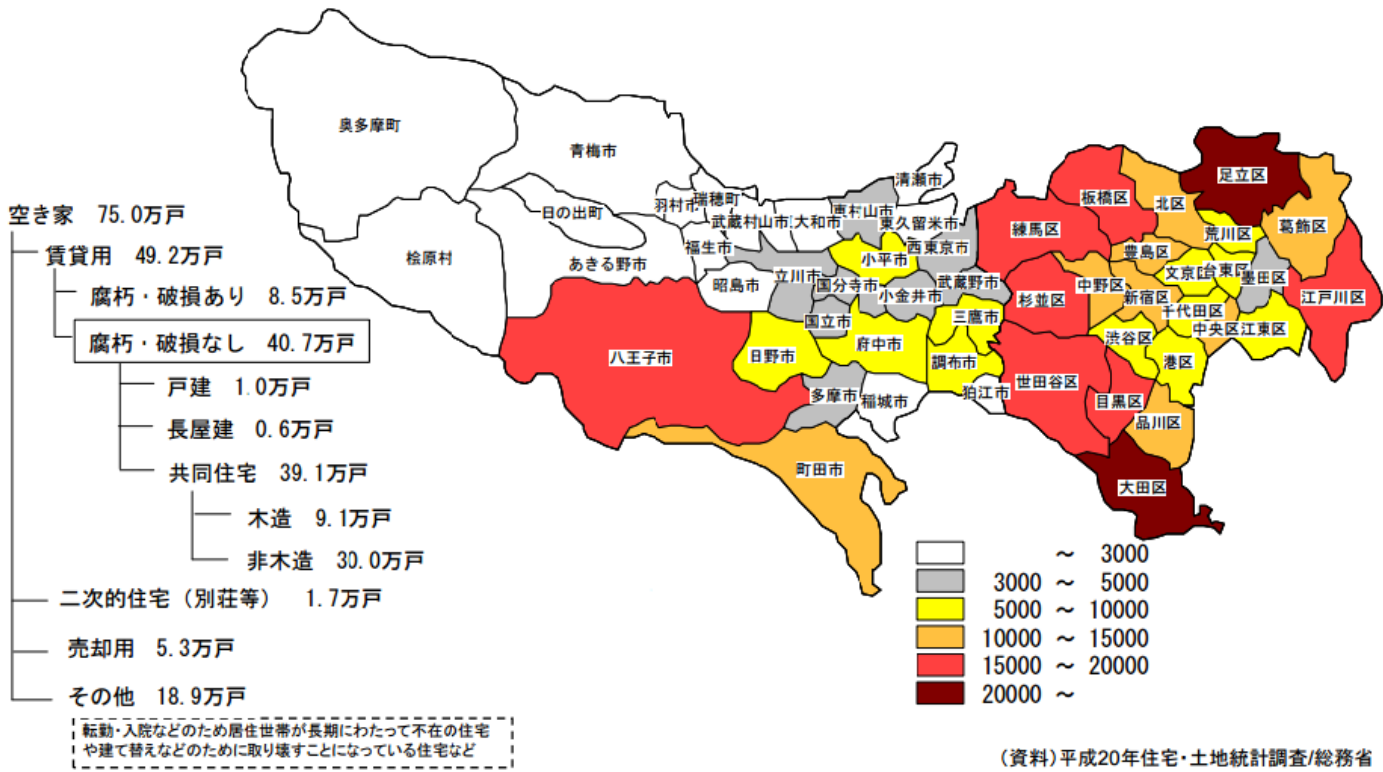 空き家 75.0万戸
賃貸用 49.2万戸
腐朽・破損あり 8.5万戸
腐朽・破損なし 40.7万戸
戸建 1.0万戸
長屋建 0.6万戸
共同住宅 39.1万戸
木造 9.1万戸
非木造 30.0万戸
二次的住宅（別荘等） 1.7万戸
売却用 5.3万戸
その他 18.9万戸
転勤・入院などのため居住世帯が長期にわたって不在の住宅
や建て替えなどのために取り壊すことになっている住宅など
奥多摩町
青梅市
檜原村
日の出町
あきる野市
羽村市
瑞穂町
福生市
武蔵村山市
昭島市
立川市
東大和市
東村山市
清瀬市
東久留米市
西東京市
小平市
国分寺市
小金井市
武蔵野市
国立市
三鷹市
八王子市
日野市
府中市
調布市
多摩市
稲城市
狛江市
町田市
練馬区
板橋区
北区
足立区
葛飾区
荒川区
豊島区
文京区
台東区
墨田区
江戸川区
杉並区
中野区
新宿区
千代田区
中央区
江東区
渋谷区
港区
世田谷区
目黒区
品川区
大田区
～ 3000
3000 ～ 5000
5000 ～ 10000
10000 ～ 15000
15000 ～ 20000
20000 ～
（資料）平成20年住宅・土地統計調査/総務省